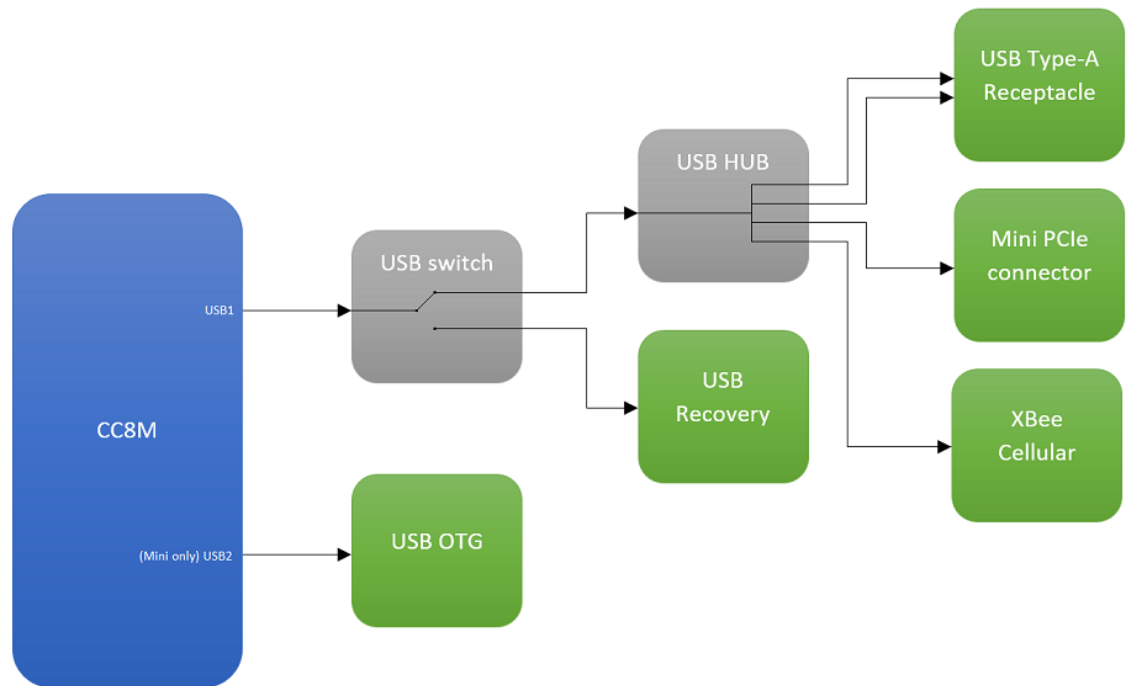 USB Type-A
Receptacle
USB HUB
Mini PCIe
connector
USB switch
USB1
USB
Recovery
XBee
Cellular
CC8M
USB OTG
(Mini only) USB2